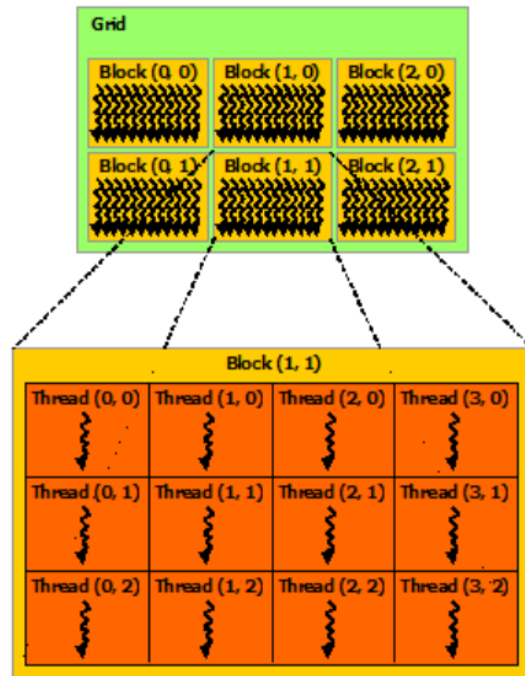 Grid
Block (0, 0) Block (1, 0) Block (2, 0)
Block (0, 1) Block (1, 1) Block (2, 1)
Block (1, 1)
Thread (0, 0) Thread (1, 0) Thread (2, 0) Thread (3, 0)
Thread (0, 1) Thread (1, 1) Thread (2, 1) Thread (3, 1)
Thread (0, 2) Thread (1, 2) Thread (2, 2) Thread (3, 2)